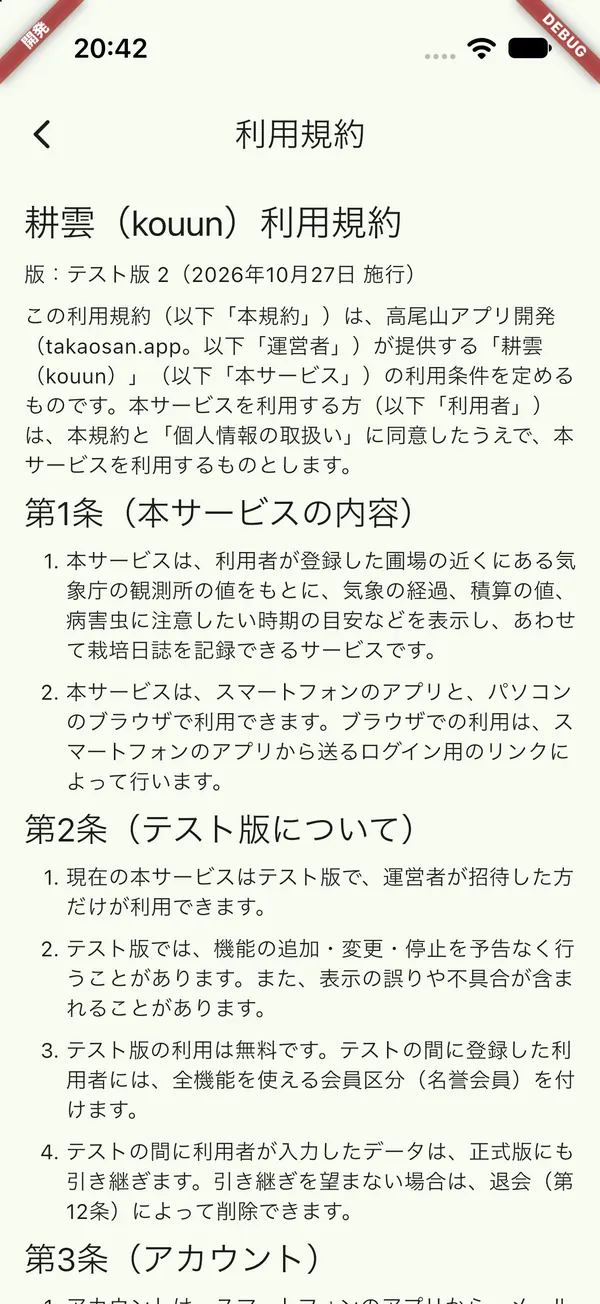 開発
20:42
DEBUG
利用規約
耕雲（kouun）利用規約
版：テスト版 2（2026年10月27日 施行）
この利用規約（以下「本規約」）は、高尾山アプリ開発
（takaosan.app。以下「運営者」）が提供する「耕雲
（kouun）」（以下「本サービス」）の利用条件を定める
ものです。本サービスを利用する方（以下「利用者」）
は、本規約と「個人情報の取扱い」に同意したうえで、本
サービスを利用するものとします。
第1条（本サービスの内容）
1. 本サービスは、利用者が登録した圃場の近くにある気
象庁の観測所の値をもとに、気象の経過、積算の値、
病害虫に注意したい時期の目安などを表示し、あわせ
て栽培日誌を記録できるサービスです。
2. 本サービスは、スマートフォンのアプリと、パソコン
のブラウザで利用できます。ブラウザでの利用は、ス
マートフォンのアプリから送るログイン用のリンクに
よって行います。
第2条（テスト版について）
1. 現在の本サービスはテスト版で、運営者が招待した方
だけが利用できます。
2. テスト版では、機能の追加・変更・停止を予告なく行
うことがあります。また、表示の誤りや不具合が含ま
れることがあります。
3. テスト版の利用は無料です。テストの間に登録した利
用者には、全機能を使える会員区分（名誉会員）を付
けます。
4. テストの間に利用者が入力したデータは、正式版にも
引き継ぎます。引き継ぎを望まない場合は、退会（第
12条）によって削除できます。
第3条（アカウント）
1. アカウントは、スマートフォンのアプリから、メール